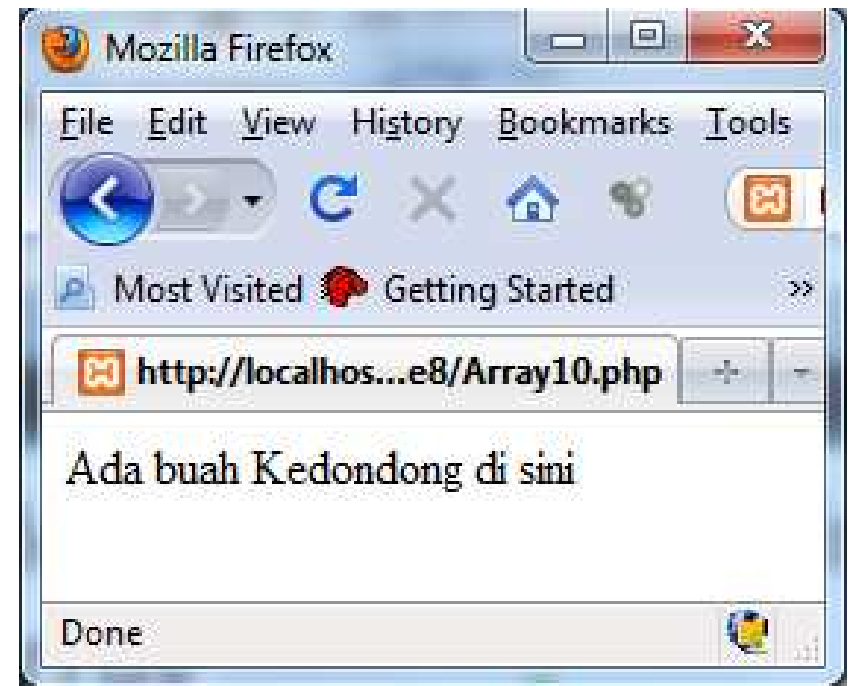 Mozilla Firefox
File Edit View History Bookmarks Tools
Most Visited Getting Started »
http://localhos...e8/Array10.php
Ada buah Kedondong di sini
Done